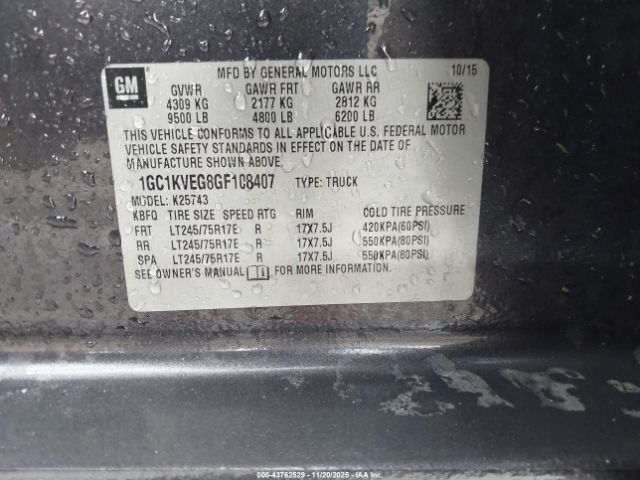 GM
MFD BY GENERAL MOTORS LLC 10/15
GVWR GAWR FRT GAWR RR
4309 KG 2177 KG 2812 KG
9500 LB 4800 LB 6200 LB
THIS VEHICLE CONFORMS TO ALL APPLICABLE U.S. FEDERAL MOTOR
VEHICLE SAFETY STANDARDS IN EFFECT ON THE DATE OF
MANUFACTURE SHOWN ABOVE.
1GC1KVEG8GF108407 TYPE: TRUCK
MODEL: K25743
KBFQ TIRE SIZE SPEED RTG RIM COLD TIRE PRESSURE
FRT LT245/75R17E R 17X7.5J 420KPA(60PSI)
RR LT245/75R17E R 17X7.5J 550KPA(80PSI)
SPA LT245/75R17E R 17X7.5J 550KPA(80PSI)
SEE OWNER'S MANUAL FOR MORE INFORMATION.
000-43762529 - 11/20/2025 - IAAI.com